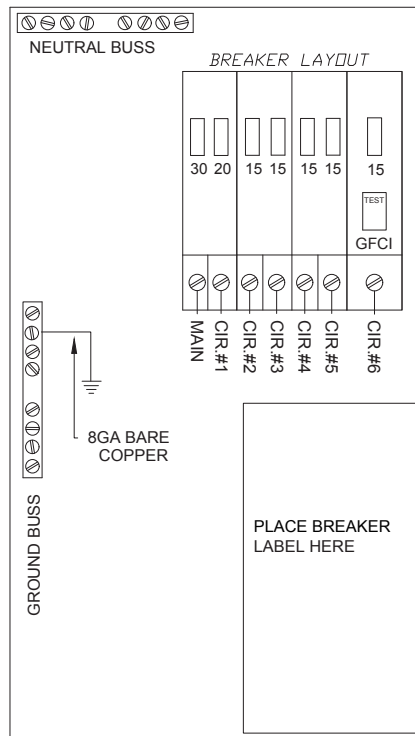 NEUTRAL BUSS
BREAKER LAYOUT
30 20 15 15 15 15 15
TEST
GFCI
MAIN
CIR.#1
CIR.#2
CIR.#3
CIR.#4
CIR.#5
CIR.#6
8GA BARE
COPPER
GROUND BUSS
PLACE BREAKER
LABEL HERE